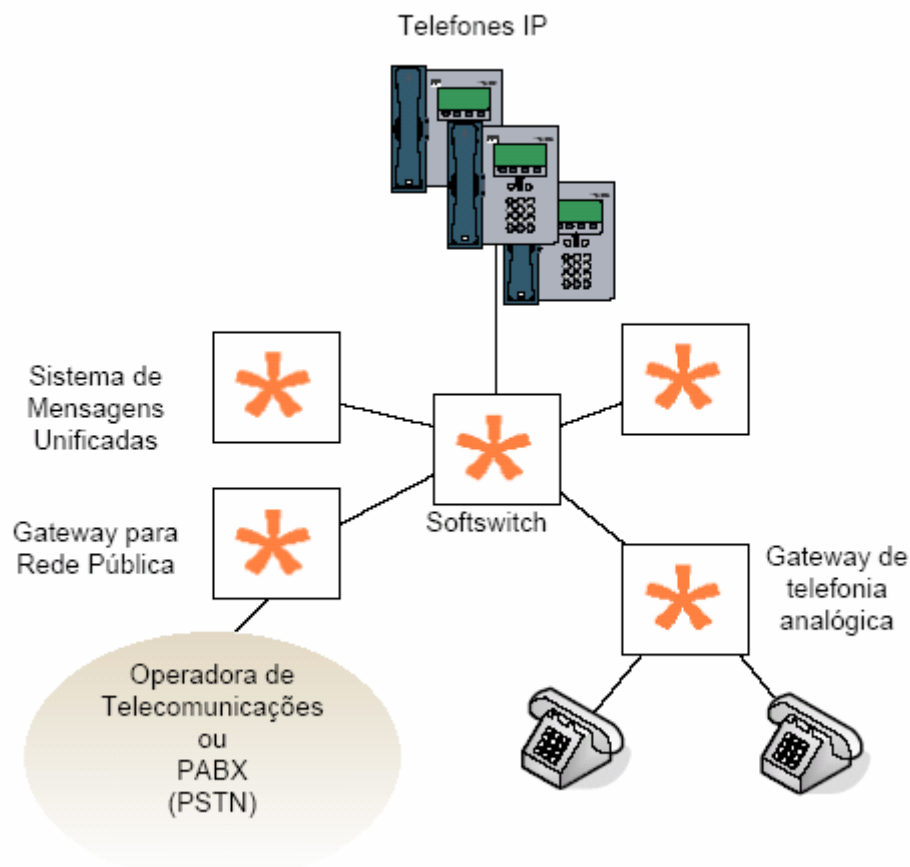 Telefones IP
Sistema de
Mensagens
Unificadas
Softswitch
Gateway para
Rede Pública
Gateway de
telefonia
analógica
Operadora de
Telecomunicações
ou
PABX
(PSTN)